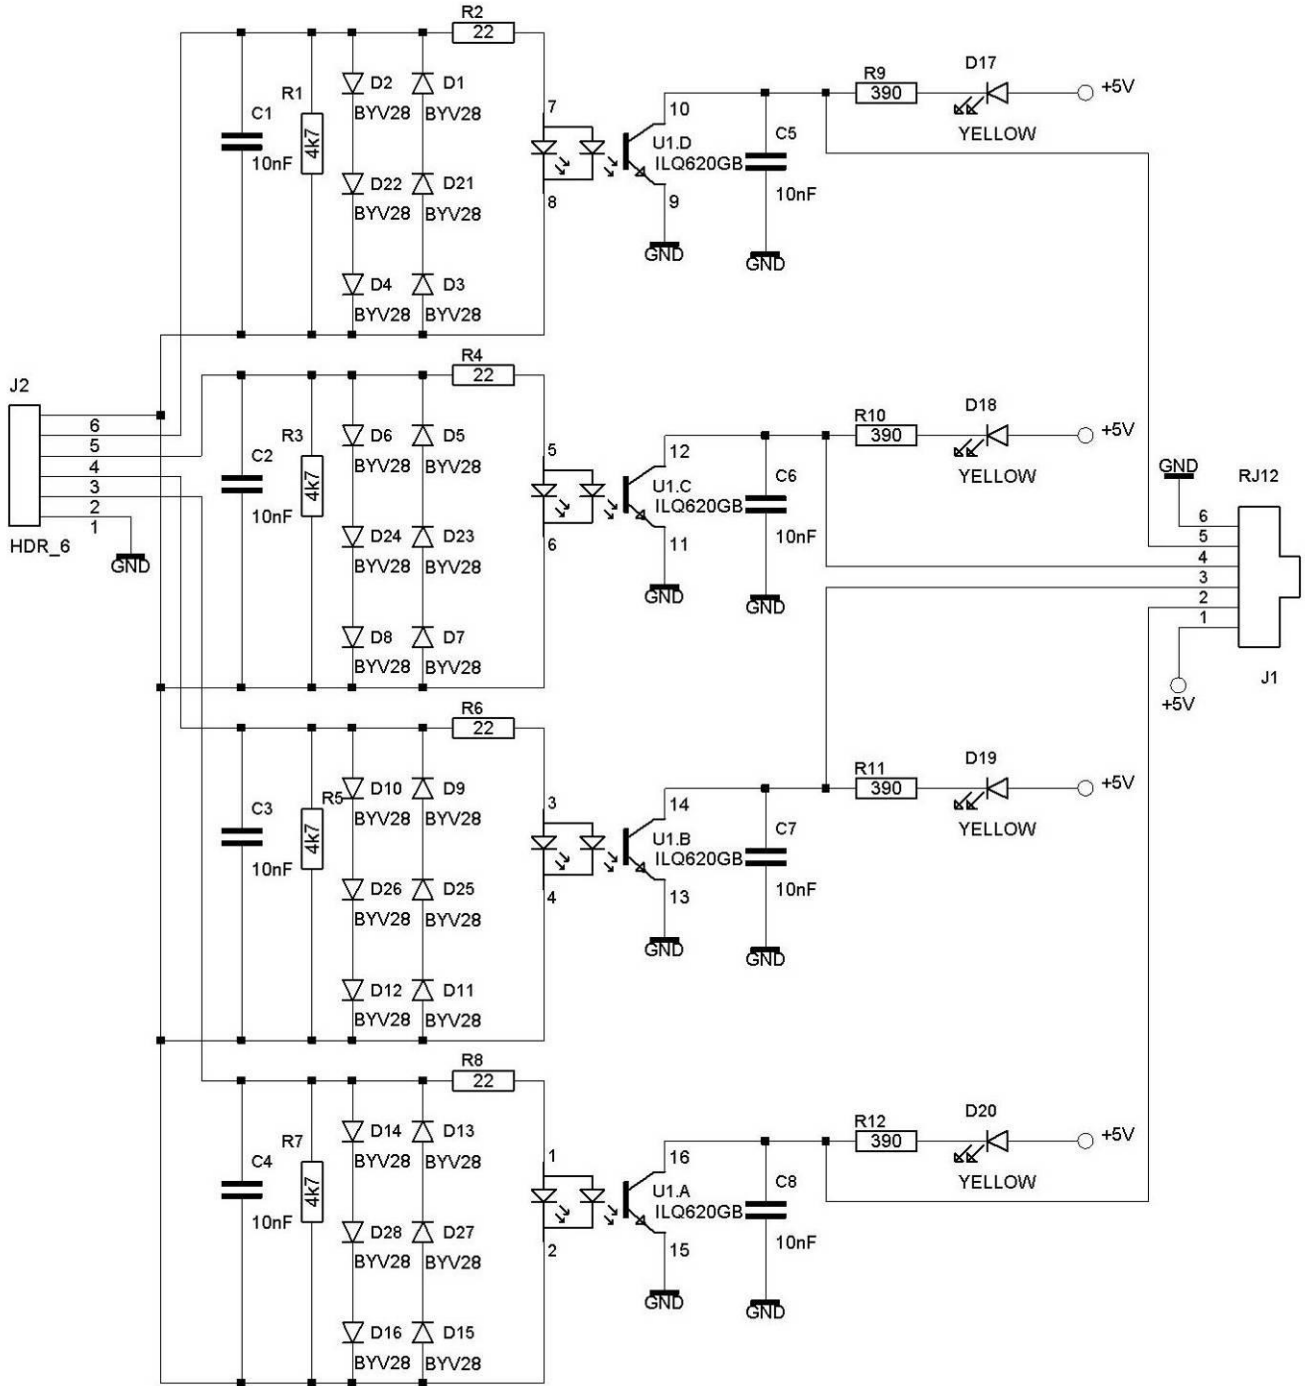 R2
22
R1
4k7
C1
10nF
D2
BYV28
D1
BYV28
D22
BYV28
D21
BYV28
D4
BYV28
D3
BYV28
7
8
10
U1.D
ILQ620GB
9
GND
C5
10nF
GND
R9
390
D17
YELLOW
+5V
R4
22
R3
4k7
C2
10nF
D6
BYV28
D5
BYV28
D24
BYV28
D23
BYV28
D8
BYV28
D7
BYV28
5
6
12
U1.C
ILQ620GB
11
GND
C6
10nF
GND
R10
390
D18
YELLOW
+5V
J2
6
5
4
3
2
1
HDR_6
GND
GND
RJ12
6
5
4
3
2
1
J1
+5V
R6
22
R5
4k7
C3
10nF
D10
BYV28
D9
BYV28
D26
BYV28
D25
BYV28
D12
BYV28
D11
BYV28
3
4
14
U1.B
ILQ620GB
13
GND
C7
10nF
GND
R11
390
D19
YELLOW
+5V
R8
22
R7
4k7
C4
10nF
D14
BYV28
D13
BYV28
D28
BYV28
D27
BYV28
D16
BYV28
D15
BYV28
1
2
16
U1.A
ILQ620GB
15
GND
C8
10nF
GND
R12
390
D20
YELLOW
+5V